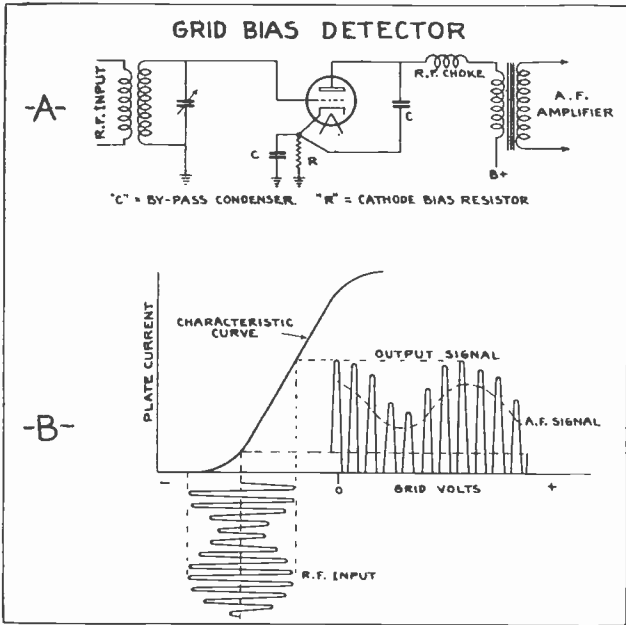 GRID BIAS DETECTOR
-A-
R.F. INPUT
R.F. CHOKE
C
A.F.
AMPLIFIER
C
R
B+
"C" = BY-PASS CONDENSER. "R" = CATHODE BIAS RESISTOR
-B-
PLATE CURRENT
CHARACTERISTIC
CURVE
OUTPUT SIGNAL
A.F. SIGNAL
-
0
GRID VOLTS
+
R.F. INPUT